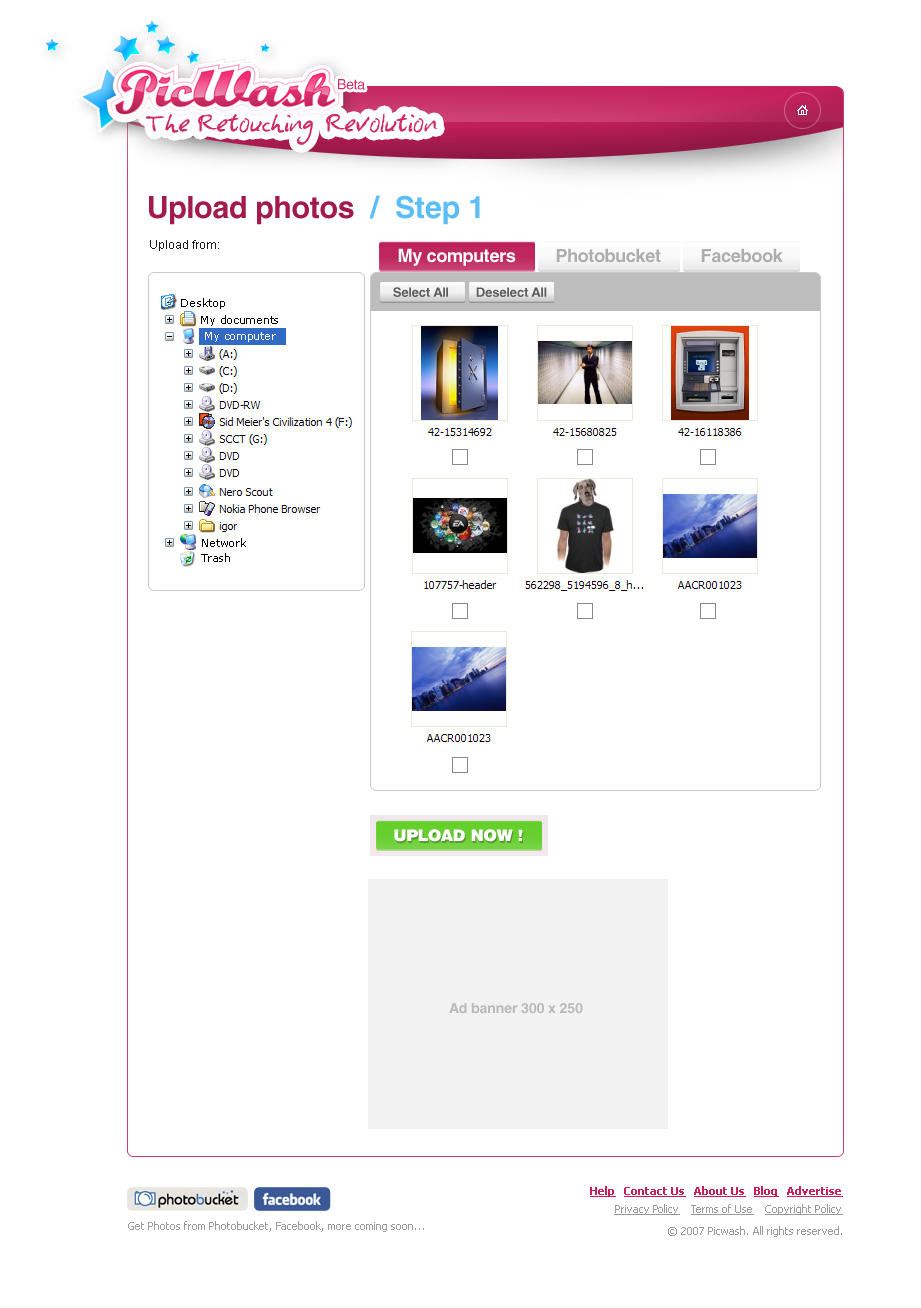 PicWash Beta
The Retouching Revolution
Upload photos / Step 1
Upload from:
My computers
Photobucket
Facebook
Select All
Deselect All
Desktop
My documents
My computer
(A:)
(C:)
(D:)
DVD-RW
Sid Meier's Civilization 4 (F:)
SCCT (G:)
DVD
DVD
Nero Scout
Nokia Phone Browser
igor
Network
Trash
42-15314692
42-15680825
42-16118386
EA
107757-header
562298_5194596_8_h...
AACR001023
AACR001023
UPLOAD NOW !
Ad banner 300 x 250
photobucket
facebook
Get Photos from Photobucket, Facebook, more coming soon...
Help Contact Us About Us Blog Advertise
Privacy Policy Terms of Use Copyright Policy
© 2007 Picwash. All rights reserved.